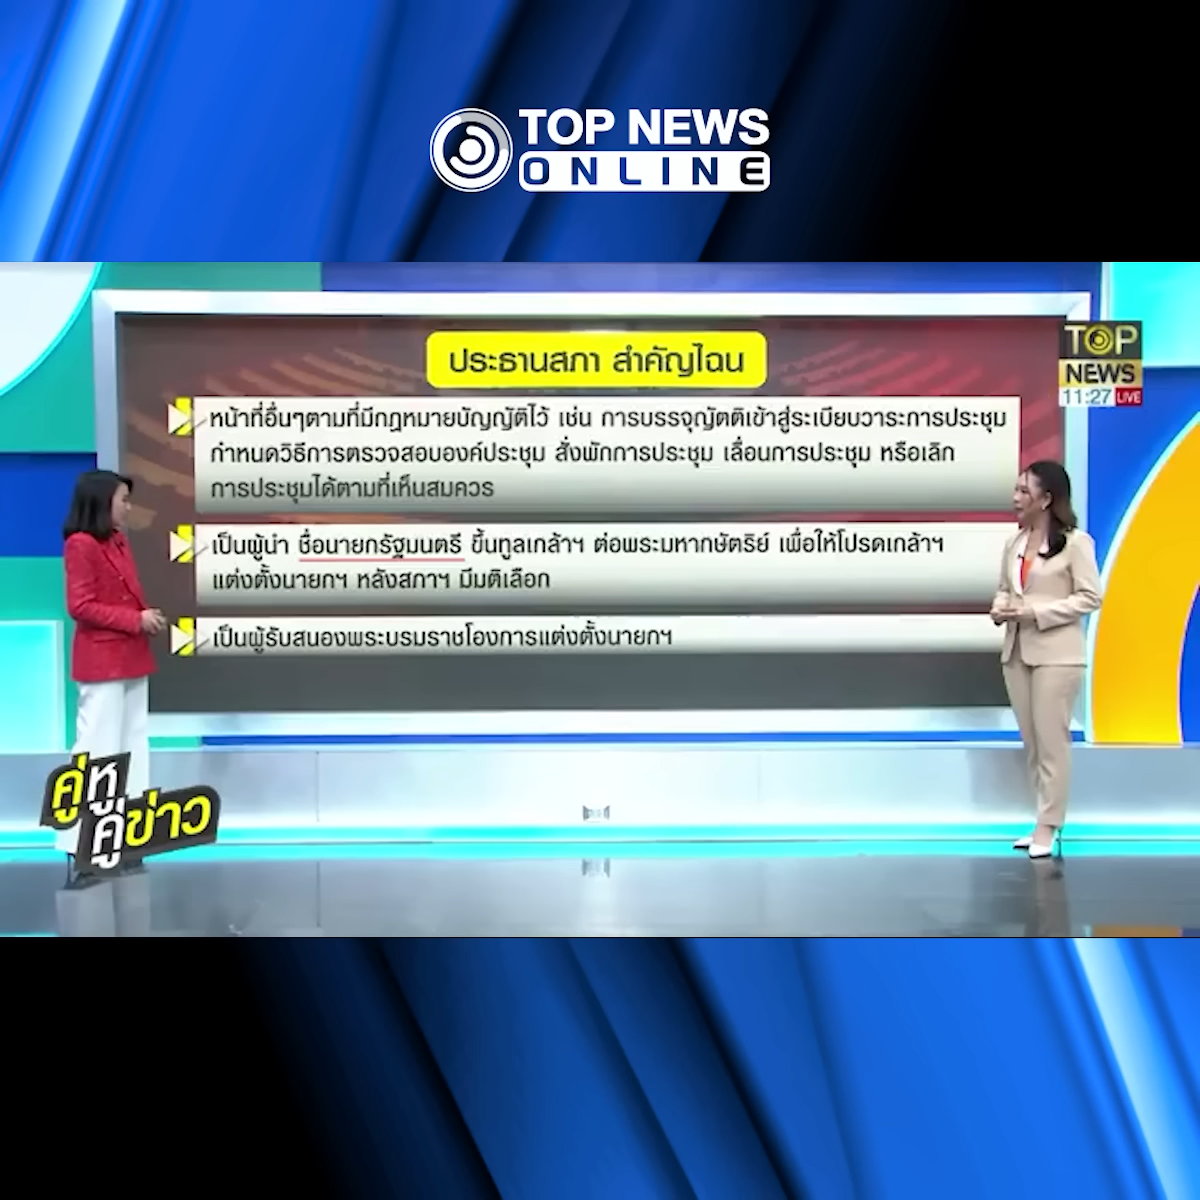 TOP NEWS
ONLINE
ประธานสภา สำคัญไฉน
TOP
NEWS
11:27 LIVE
หน้าที่อื่นๆตามที่มีกฎหมายบัญญัติไว้ เช่น การบรรจุญัตติเข้าสู่ระเบียบวาระการประชุม
กำหนดวิธีการตรวจสอบองค์ประชุม สั่งพักการประชุม เลื่อนการประชุม หรือเลิก
การประชุมได้ตามที่เห็นสมควร
เป็นผู้นำ ชื่อนายกรัฐมนตรี ขึ้นทูลเกล้าฯ ต่อพระมหากษัตริย์ เพื่อให้โปรดเกล้าฯ
แต่งตั้งนายกฯ หลังสภาฯ มีมติเลือก
เป็นผู้รับสนองพระบรมราชโองการแต่งตั้งนายกฯ
คู่หู
คู่ข่าว